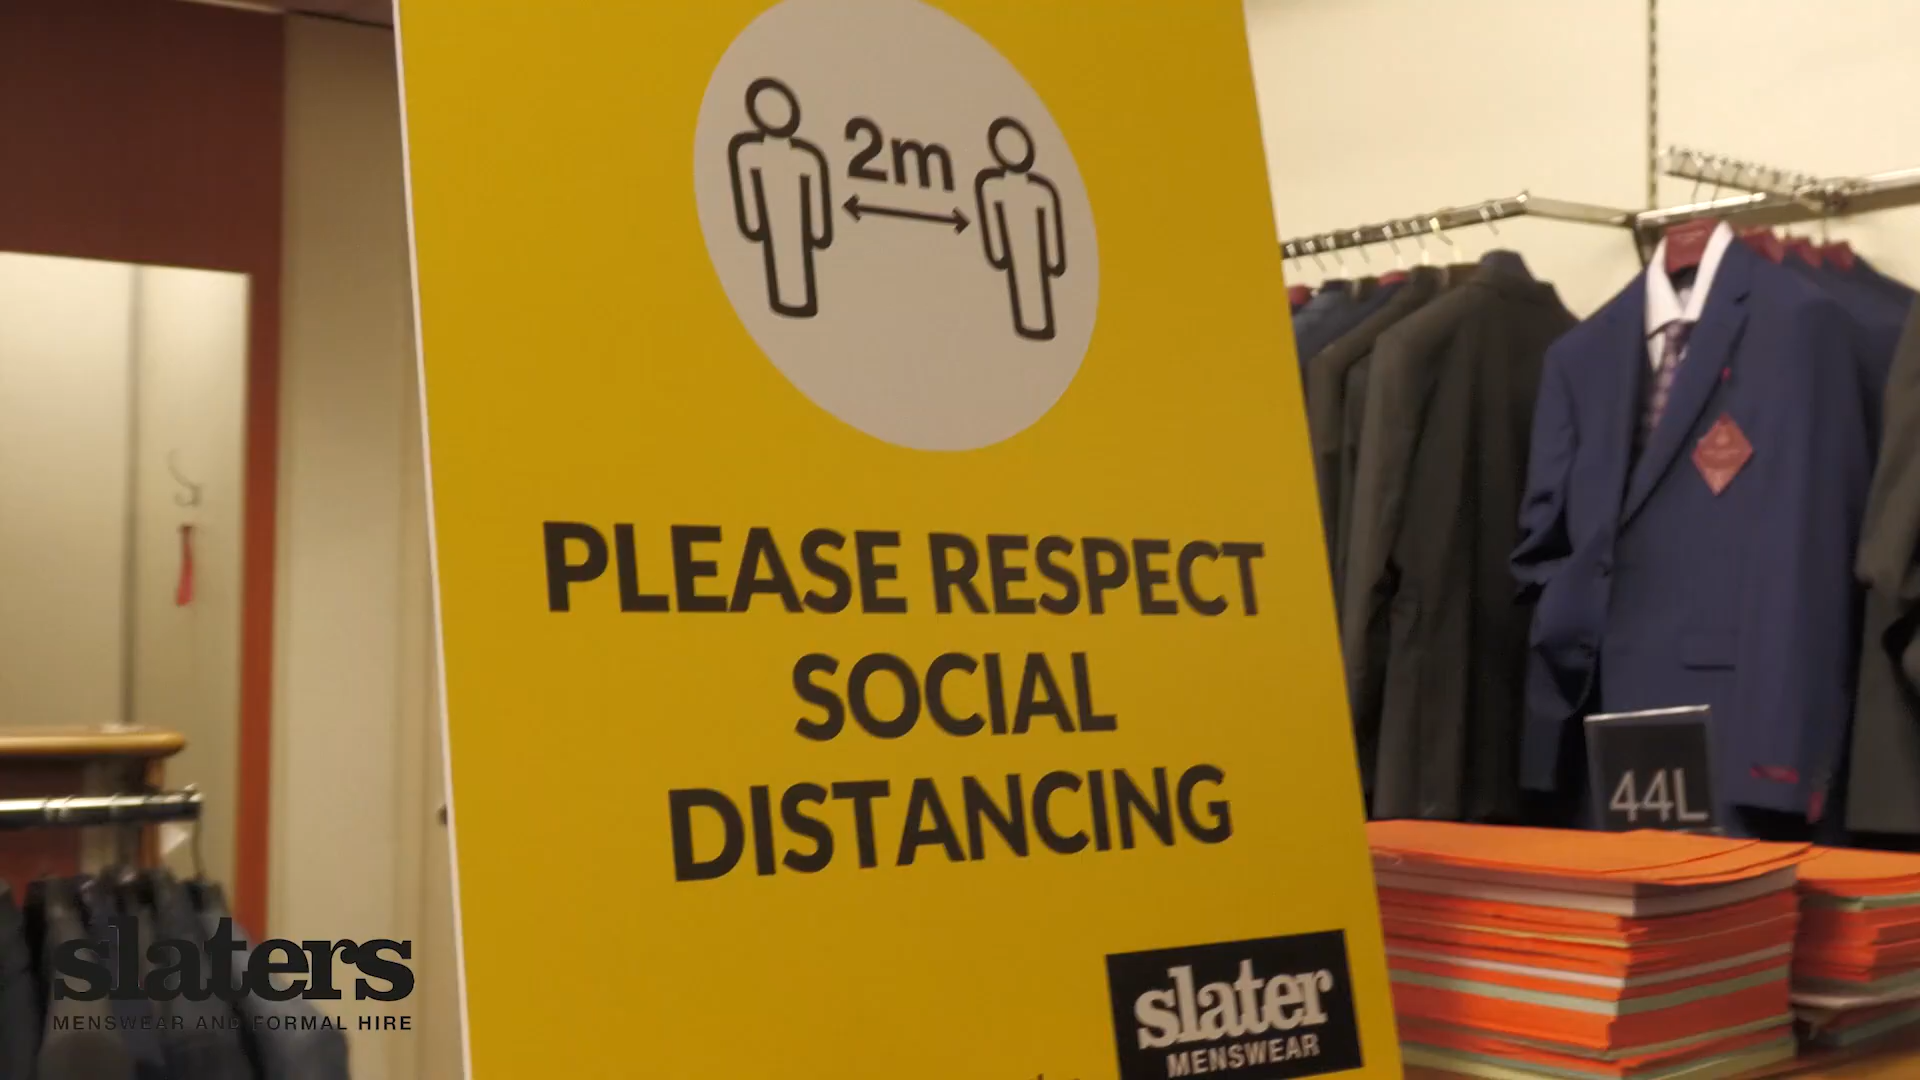 2m
PLEASE RESPECT
SOCIAL
DISTANCING
44L
slater
MENSWEAR
slaters
MENSWEAR AND FORMAL HIRE